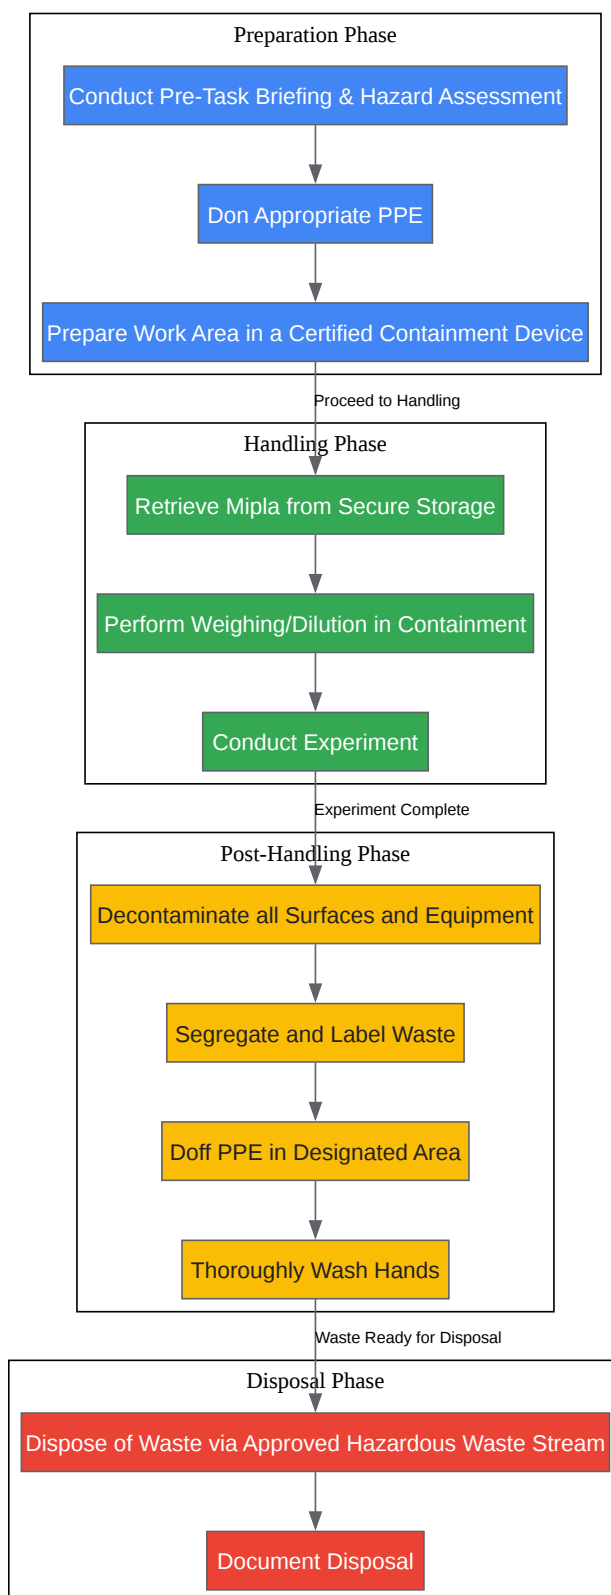 Preparation Phase
Conduct Pre-Task Briefing & Hazard Assessment
Don Appropriate PPE
Prepare Work Area in a Certified Containment Device
Proceed to Handling
Handling Phase
Retrieve Mipla from Secure Storage
Perform Weighing/Dilution in Containment
Conduct Experiment
Experiment Complete
Post-Handling Phase
Decontaminate all Surfaces and Equipment
Segregate and Label Waste
Doff PPE in Designated Area
Thoroughly Wash Hands
Waste Ready for Disposal
Disposal Phase
Dispose of Waste via Approved Hazardous Waste Stream
Document Disposal